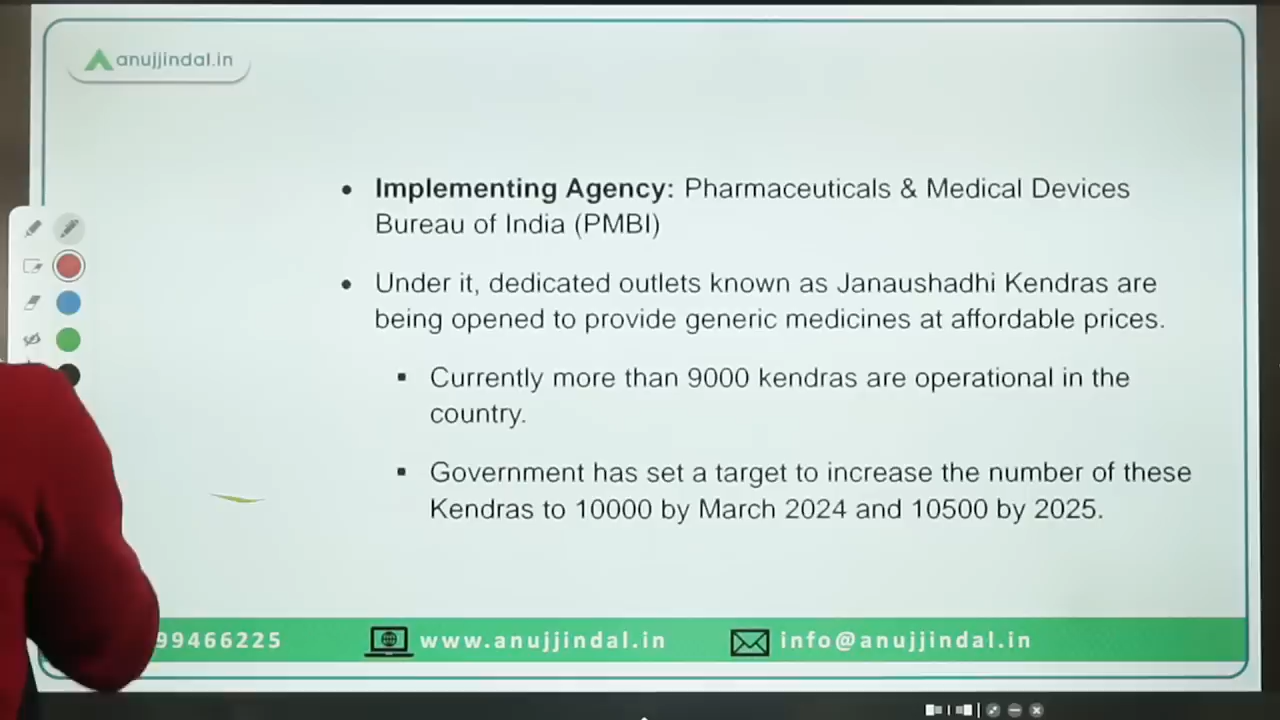 anujjindal.in
• Implementing Agency: Pharmaceuticals & Medical Devices
Bureau of India (PMBI)
• Under it, dedicated outlets known as Janaushadhi Kendras are
being opened to provide generic medicines at affordable prices.
▪ Currently more than 9000 kendras are operational in the
country.
▪ Government has set a target to increase the number of these
Kendras to 10000 by March 2024 and 10500 by 2025.
99466225 www.anujjindal.in info@anujjindal.in